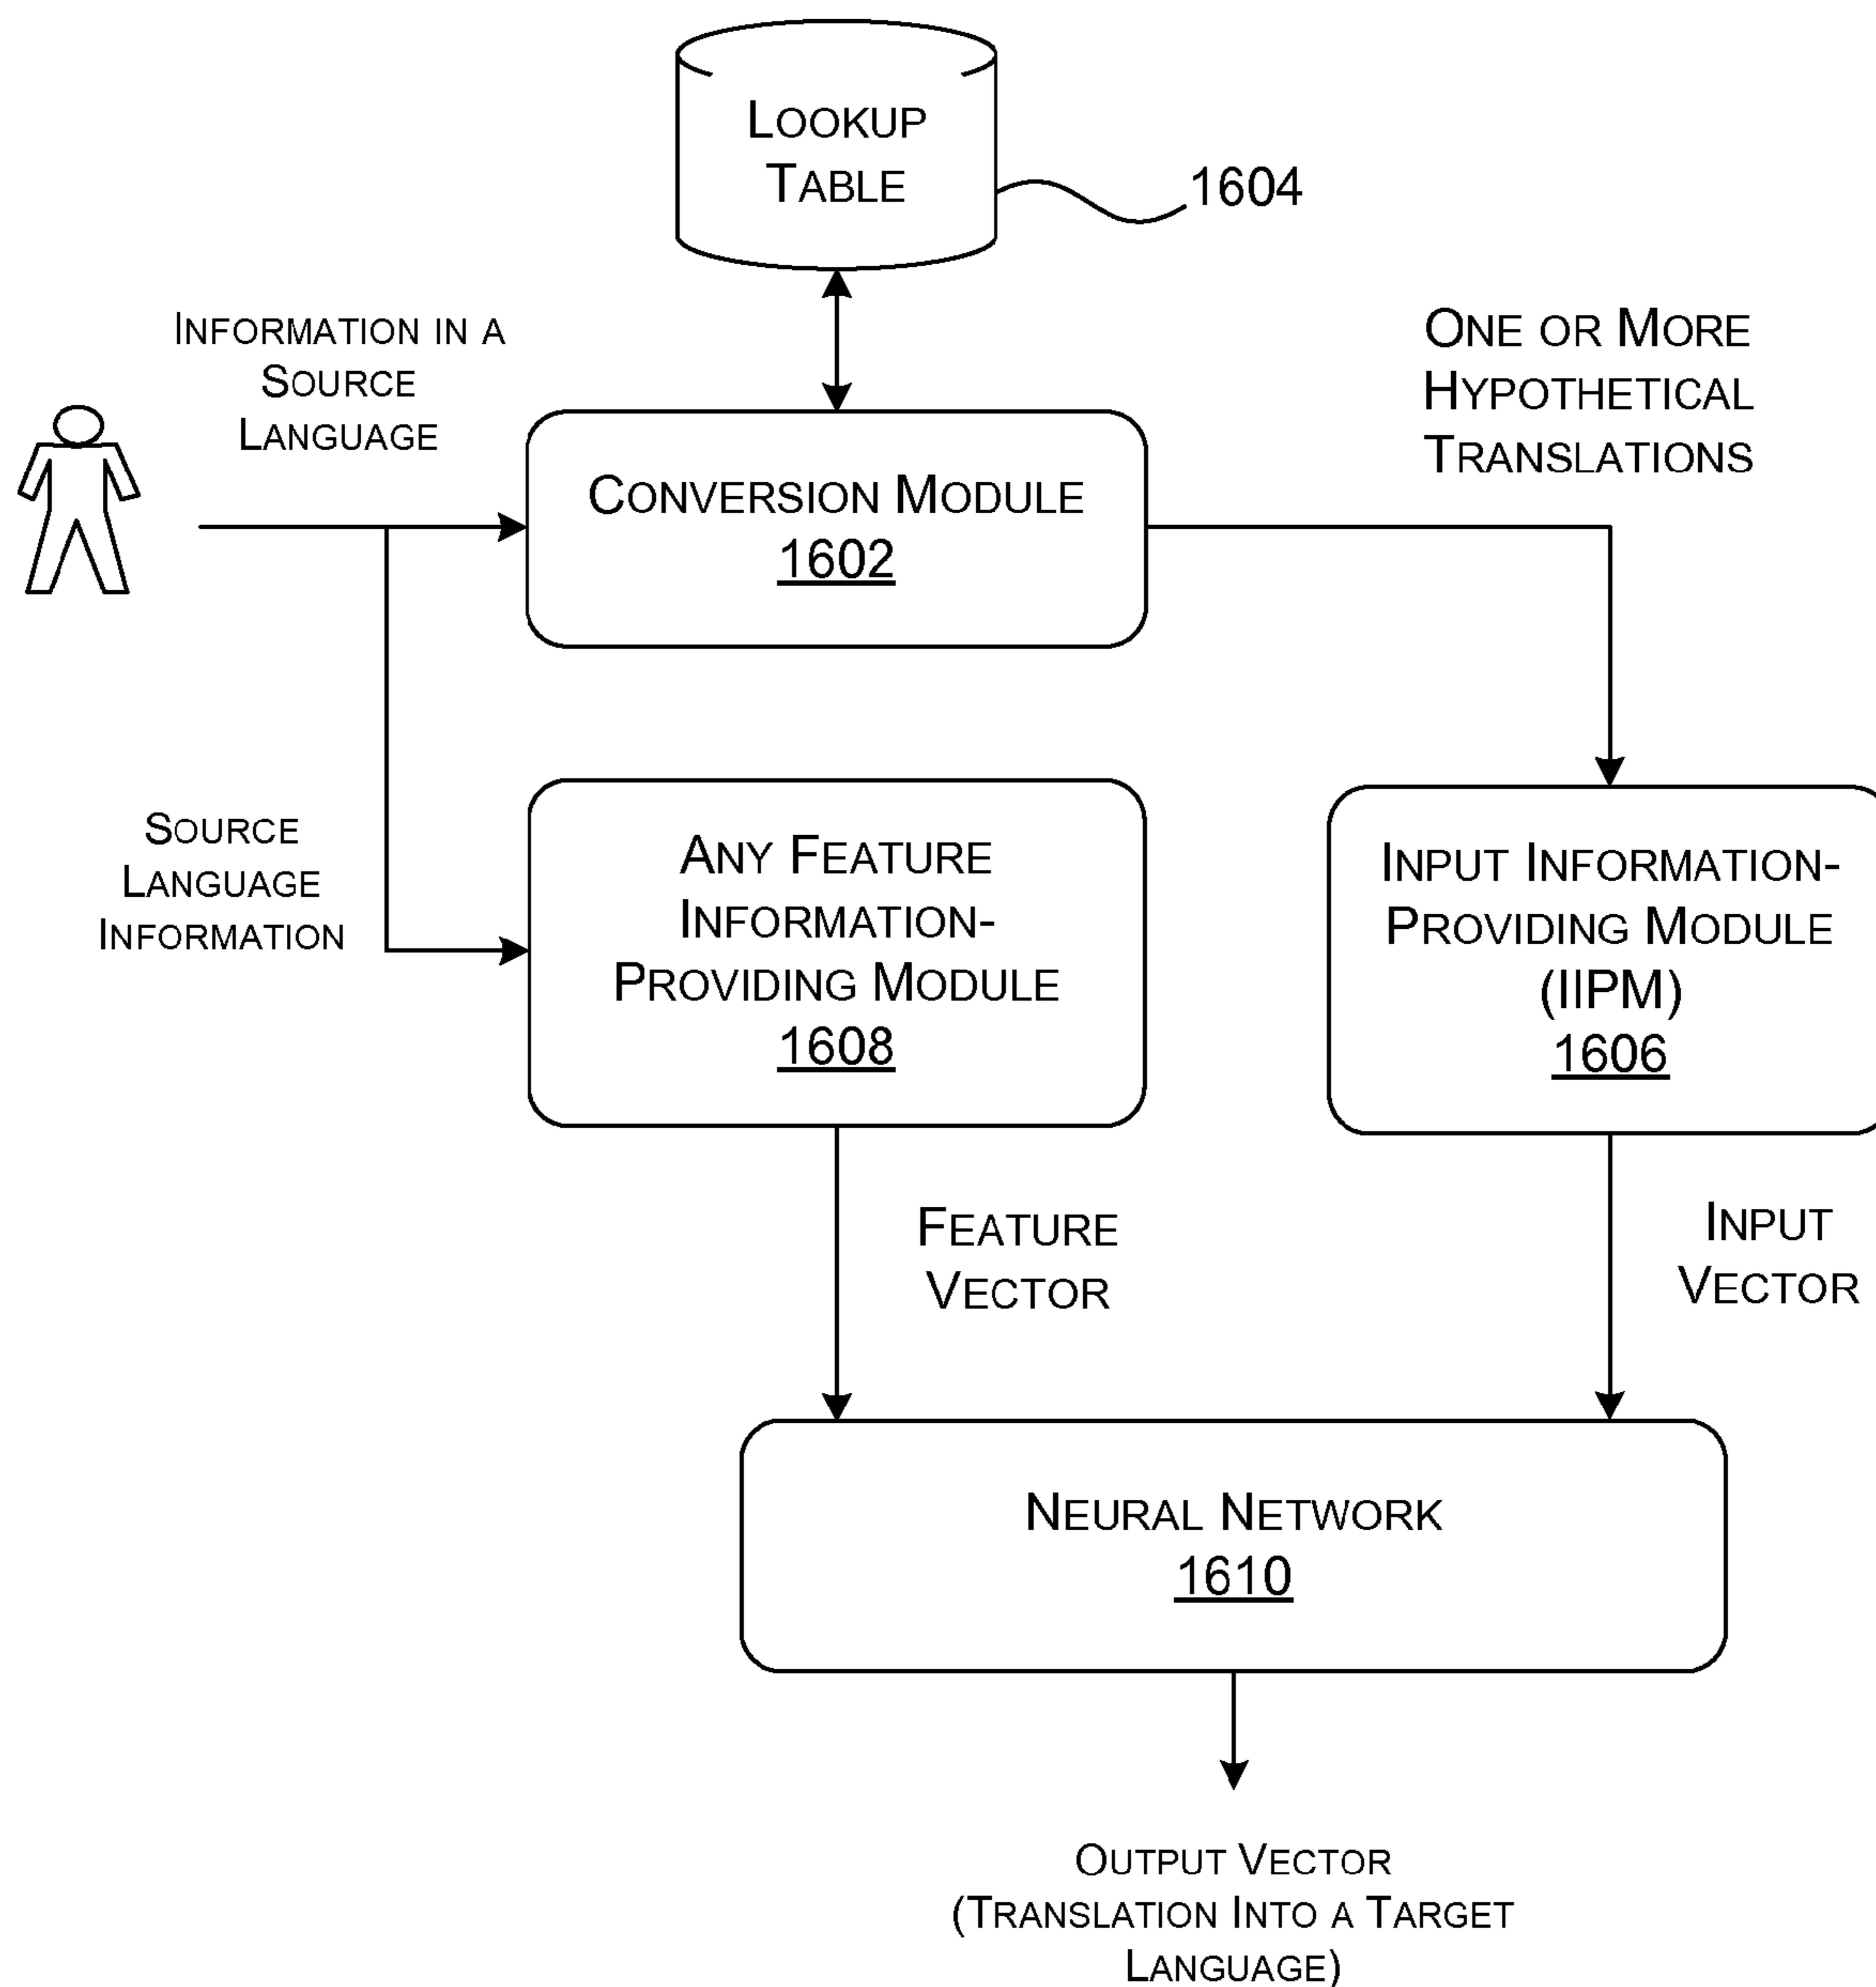 LOOKUP
TABLE
1604
INFORMATION IN A
SOURCE
LANGUAGE
ONE OR MORE
HYPOTHETICAL
TRANSLATIONS
CONVERSION MODULE
1602
SOURCE
LANGUAGE
INFORMATION
ANY FEATURE
INFORMATION-
PROVIDING MODULE
1608
INPUT INFORMATION-
PROVIDING MODULE
(IIPM)
1606
FEATURE
VECTOR
INPUT
VECTOR
NEURAL NETWORK
1610
OUTPUT VECTOR
(TRANSLATION INTO A TARGET
LANGUAGE)